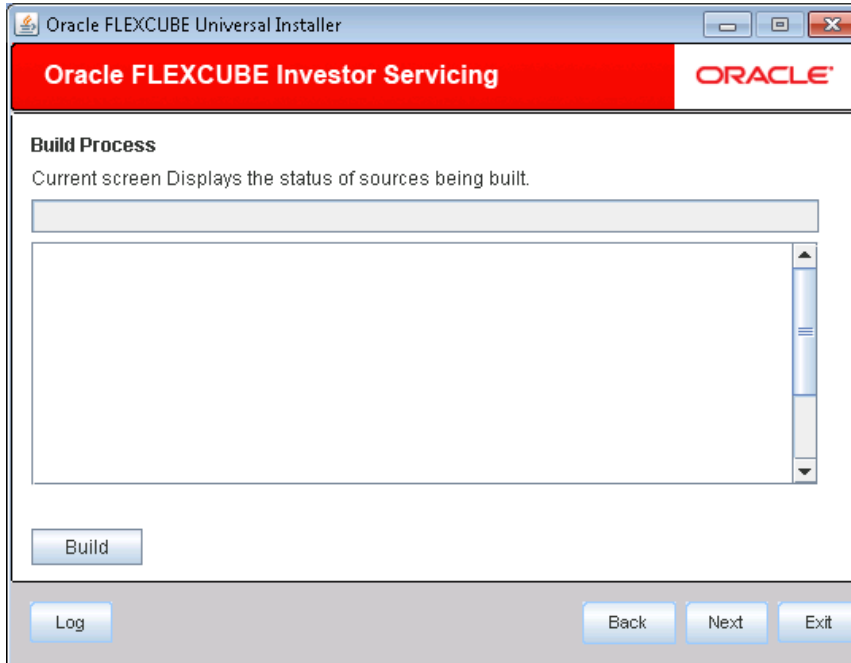 Oracle FLEXCUBE Universal Installer
Oracle FLEXCUBE Investor Servicing
ORACLE®
Build Process
Current screen Displays the status of sources being built.
Build
Log
Back
Next
Exit